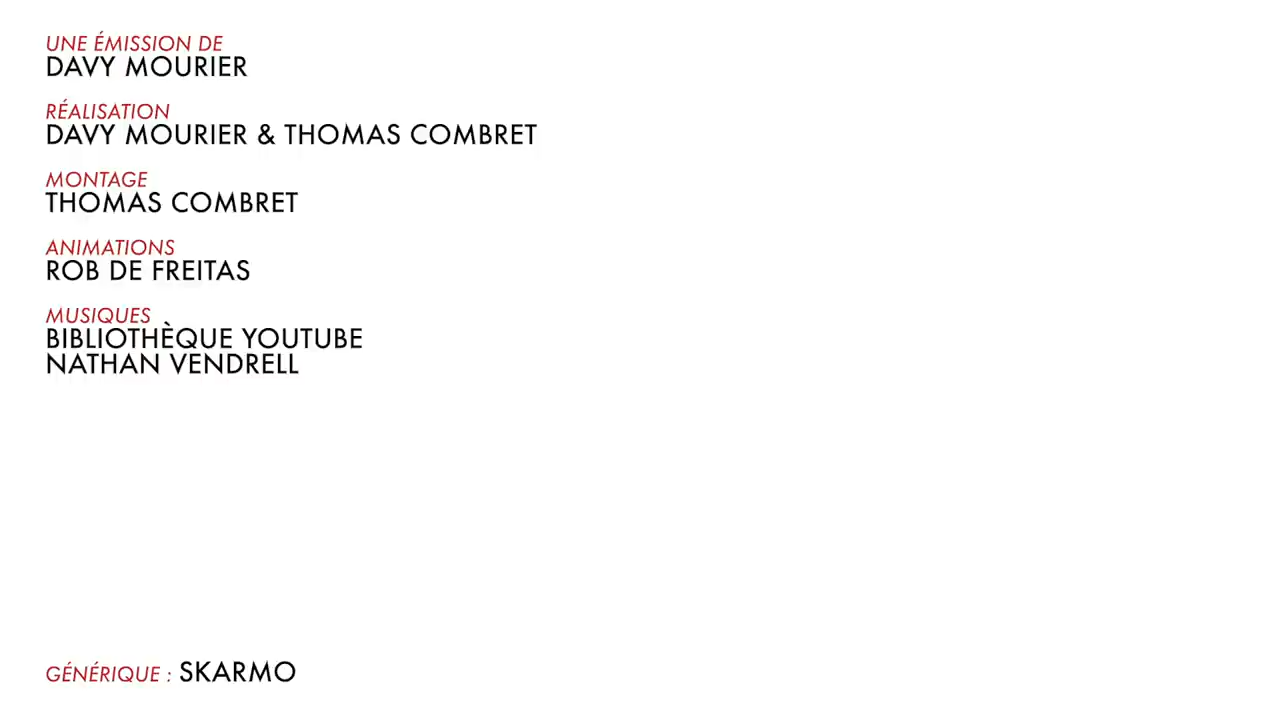 UNE ÉMISSION DE
DAVY MOURIER
RÉALISATION
DAVY MOURIER & THOMAS COMBRET
MONTAGE
THOMAS COMBRET
ANIMATIONS
ROB DE FREITAS
MUSIQUES
BIBLIOTHÈQUE YOUTUBE
NATHAN VENDRELL
GÉNÉRIQUE : SKARMO